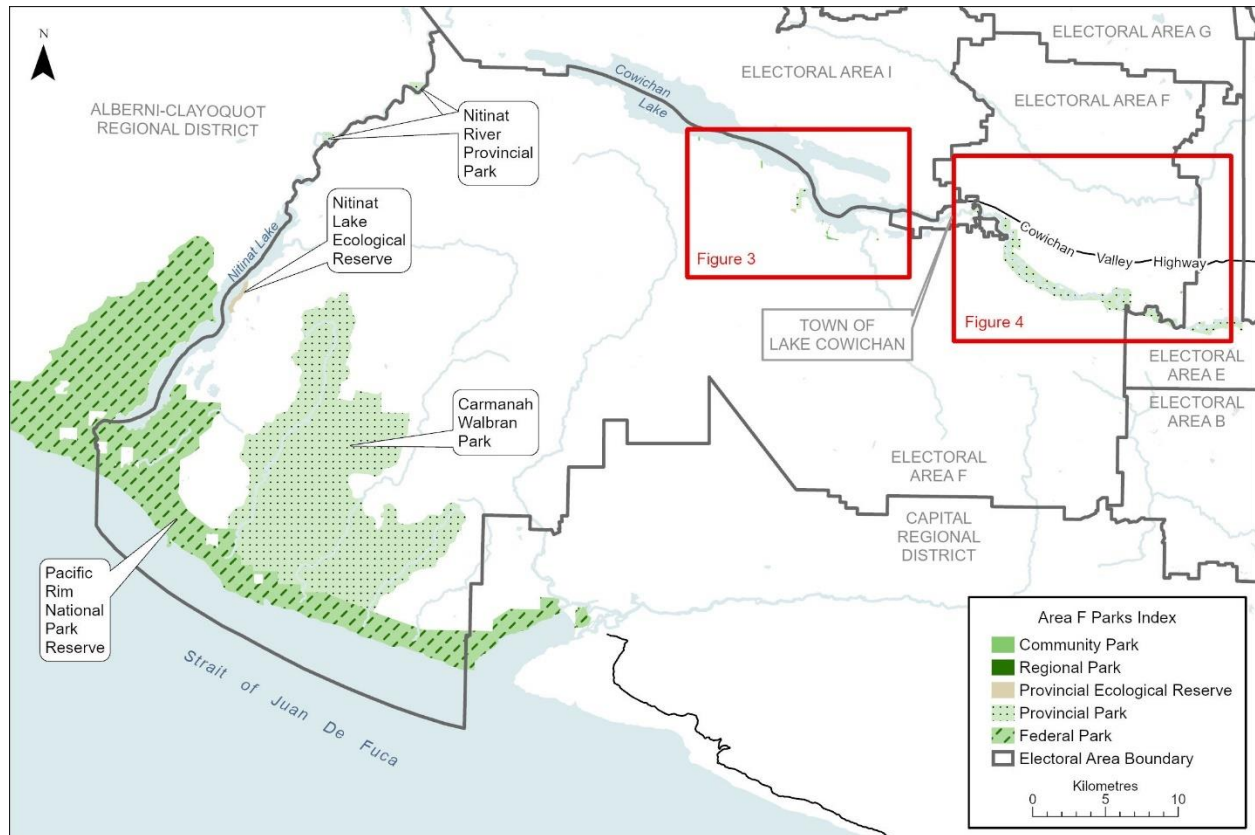 N
ALBERNI-CLAYOQUOT
REGIONAL DISTRICT
Nitinat
River
Provincial
Park
Nitinat
Lake
Ecological
Reserve
Nitinat Lake
Cowichan
Lake
ELECTORAL AREA I
ELECTORAL AREA G
ELECTORAL AREA F
Figure 3
Figure 4
Cowichan Valley Highway
TOWN OF
LAKE COWICHAN
ELECTORAL
AREA E
ELECTORAL
AREA B
Carmanah
Walbran
Park
ELECTORAL
AREA F
CAPITAL
REGIONAL
DISTRICT
Pacific
Rim
National
Park
Reserve
Strait of Juan De Fuca
Area F Parks Index
Community Park
Regional Park
Provincial Ecological Reserve
Provincial Park
Federal Park
Electoral Area Boundary
Kilometres
0 5 10